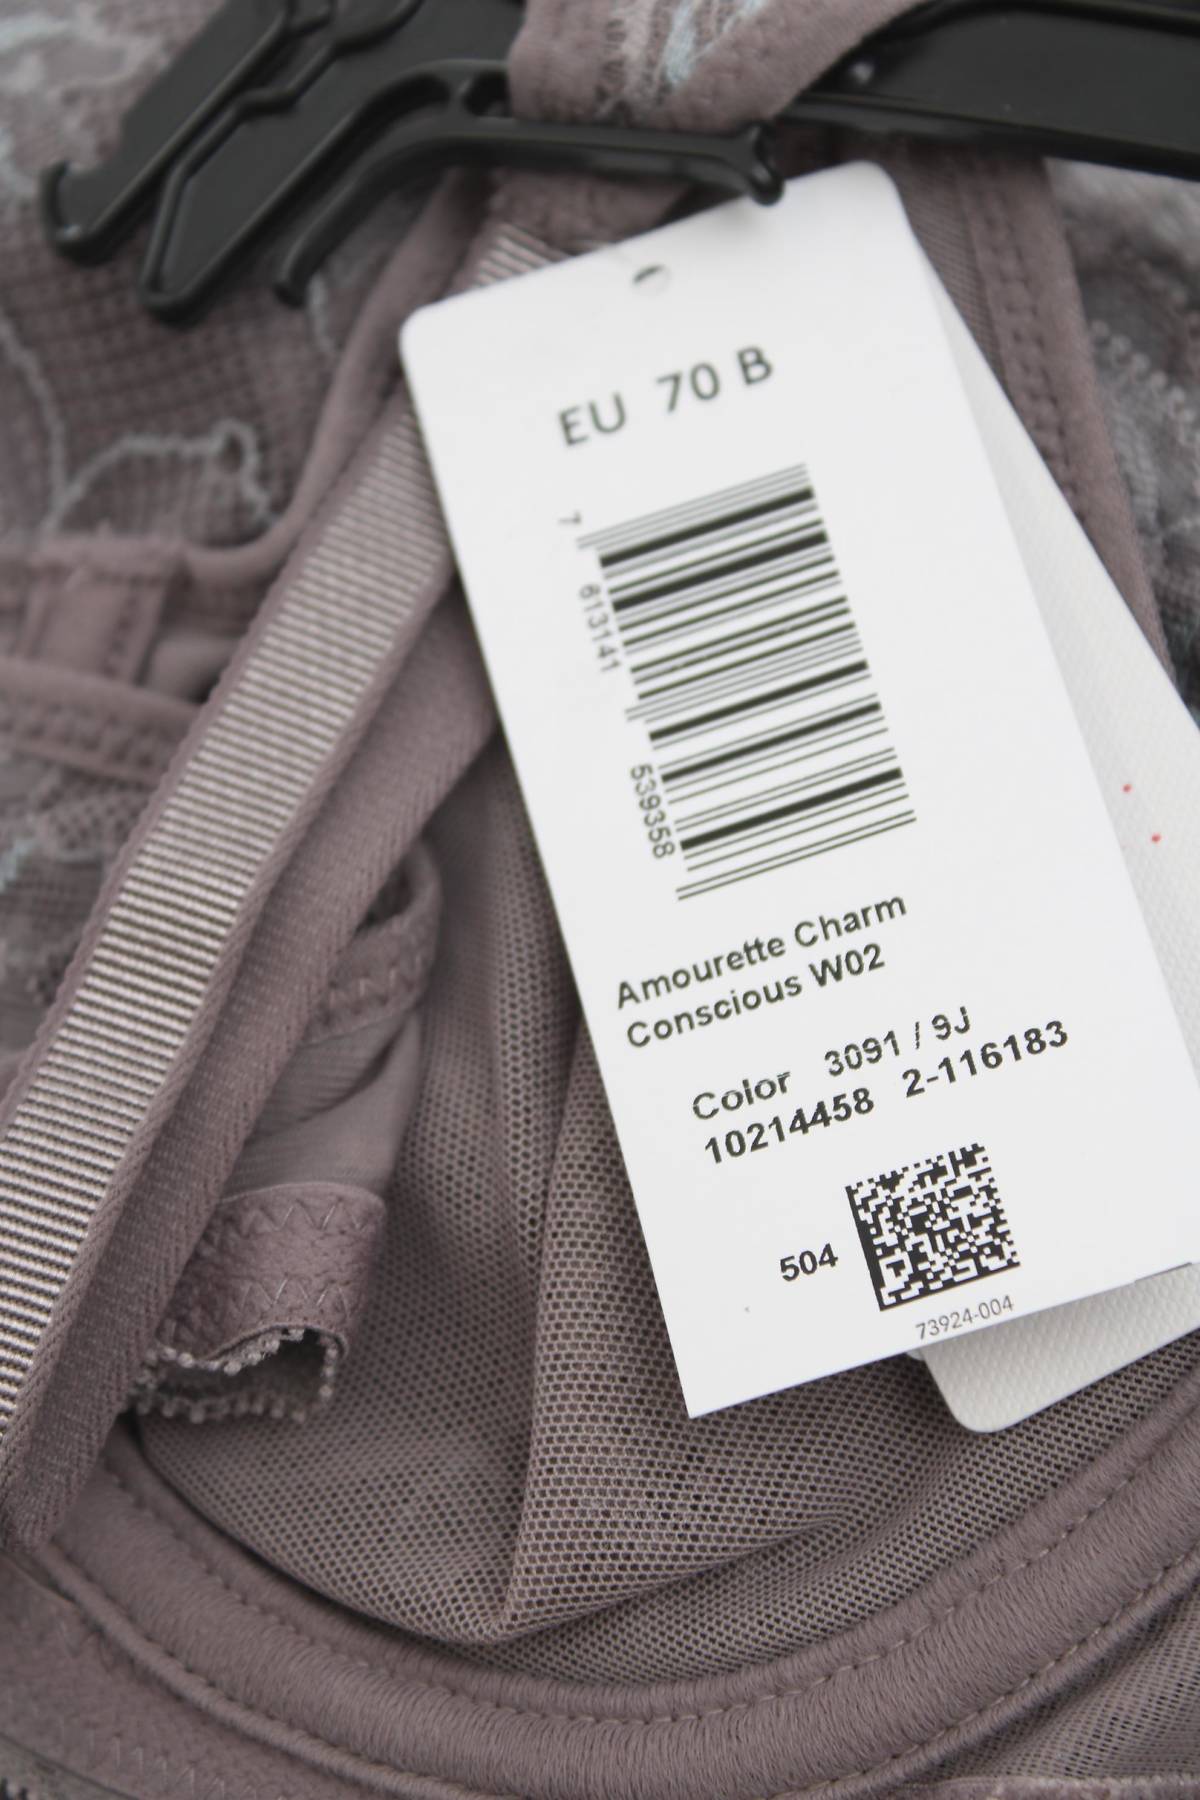 EU 70 B
7 613141 539358
Amourette Charm
Conscious W02
Color 3091 / 9J
10214458 2-116183
504
73924-004